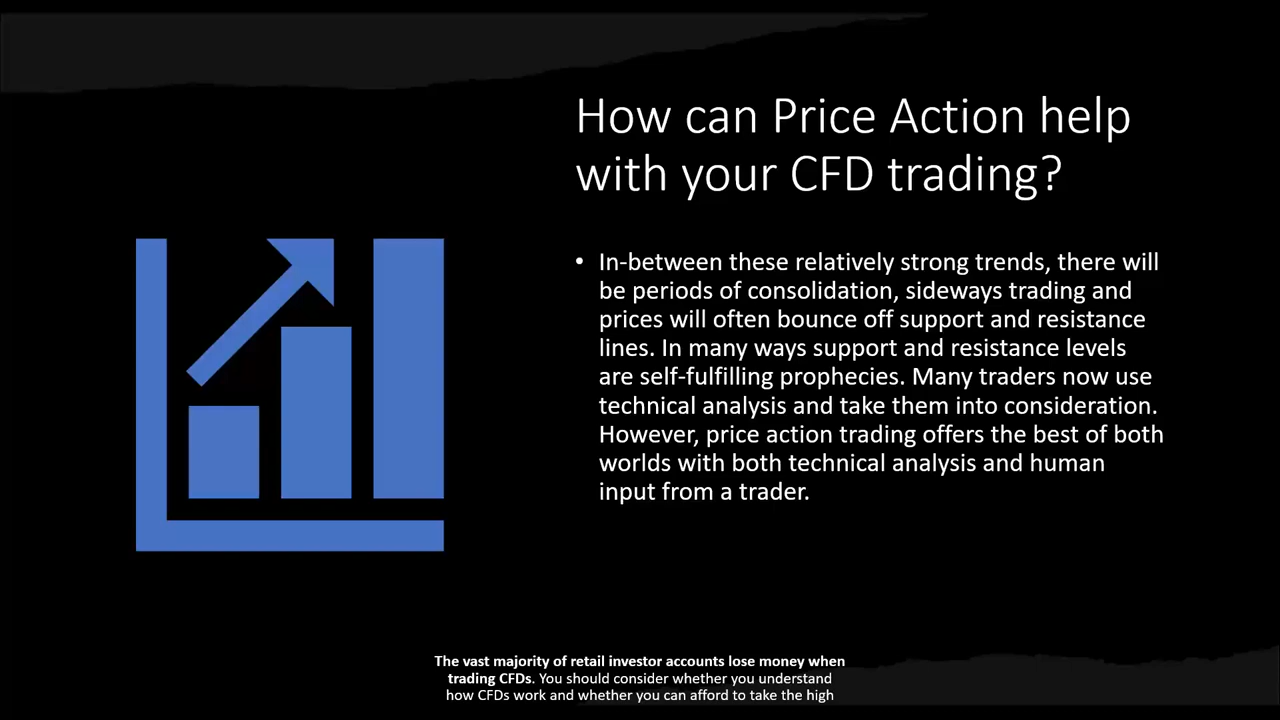 How can Price Action help
with your CFD trading?
• In-between these relatively strong trends, there will
be periods of consolidation, sideways trading and
prices will often bounce off support and resistance
lines. In many ways support and resistance levels
are self-fulfilling prophecies. Many traders now use
technical analysis and take them into consideration.
However, price action trading offers the best of both
worlds with both technical analysis and human
input from a trader.
The vast majority of retail investor accounts lose money when
trading CFDs. You should consider whether you understand
how CFDs work and whether you can afford to take the high